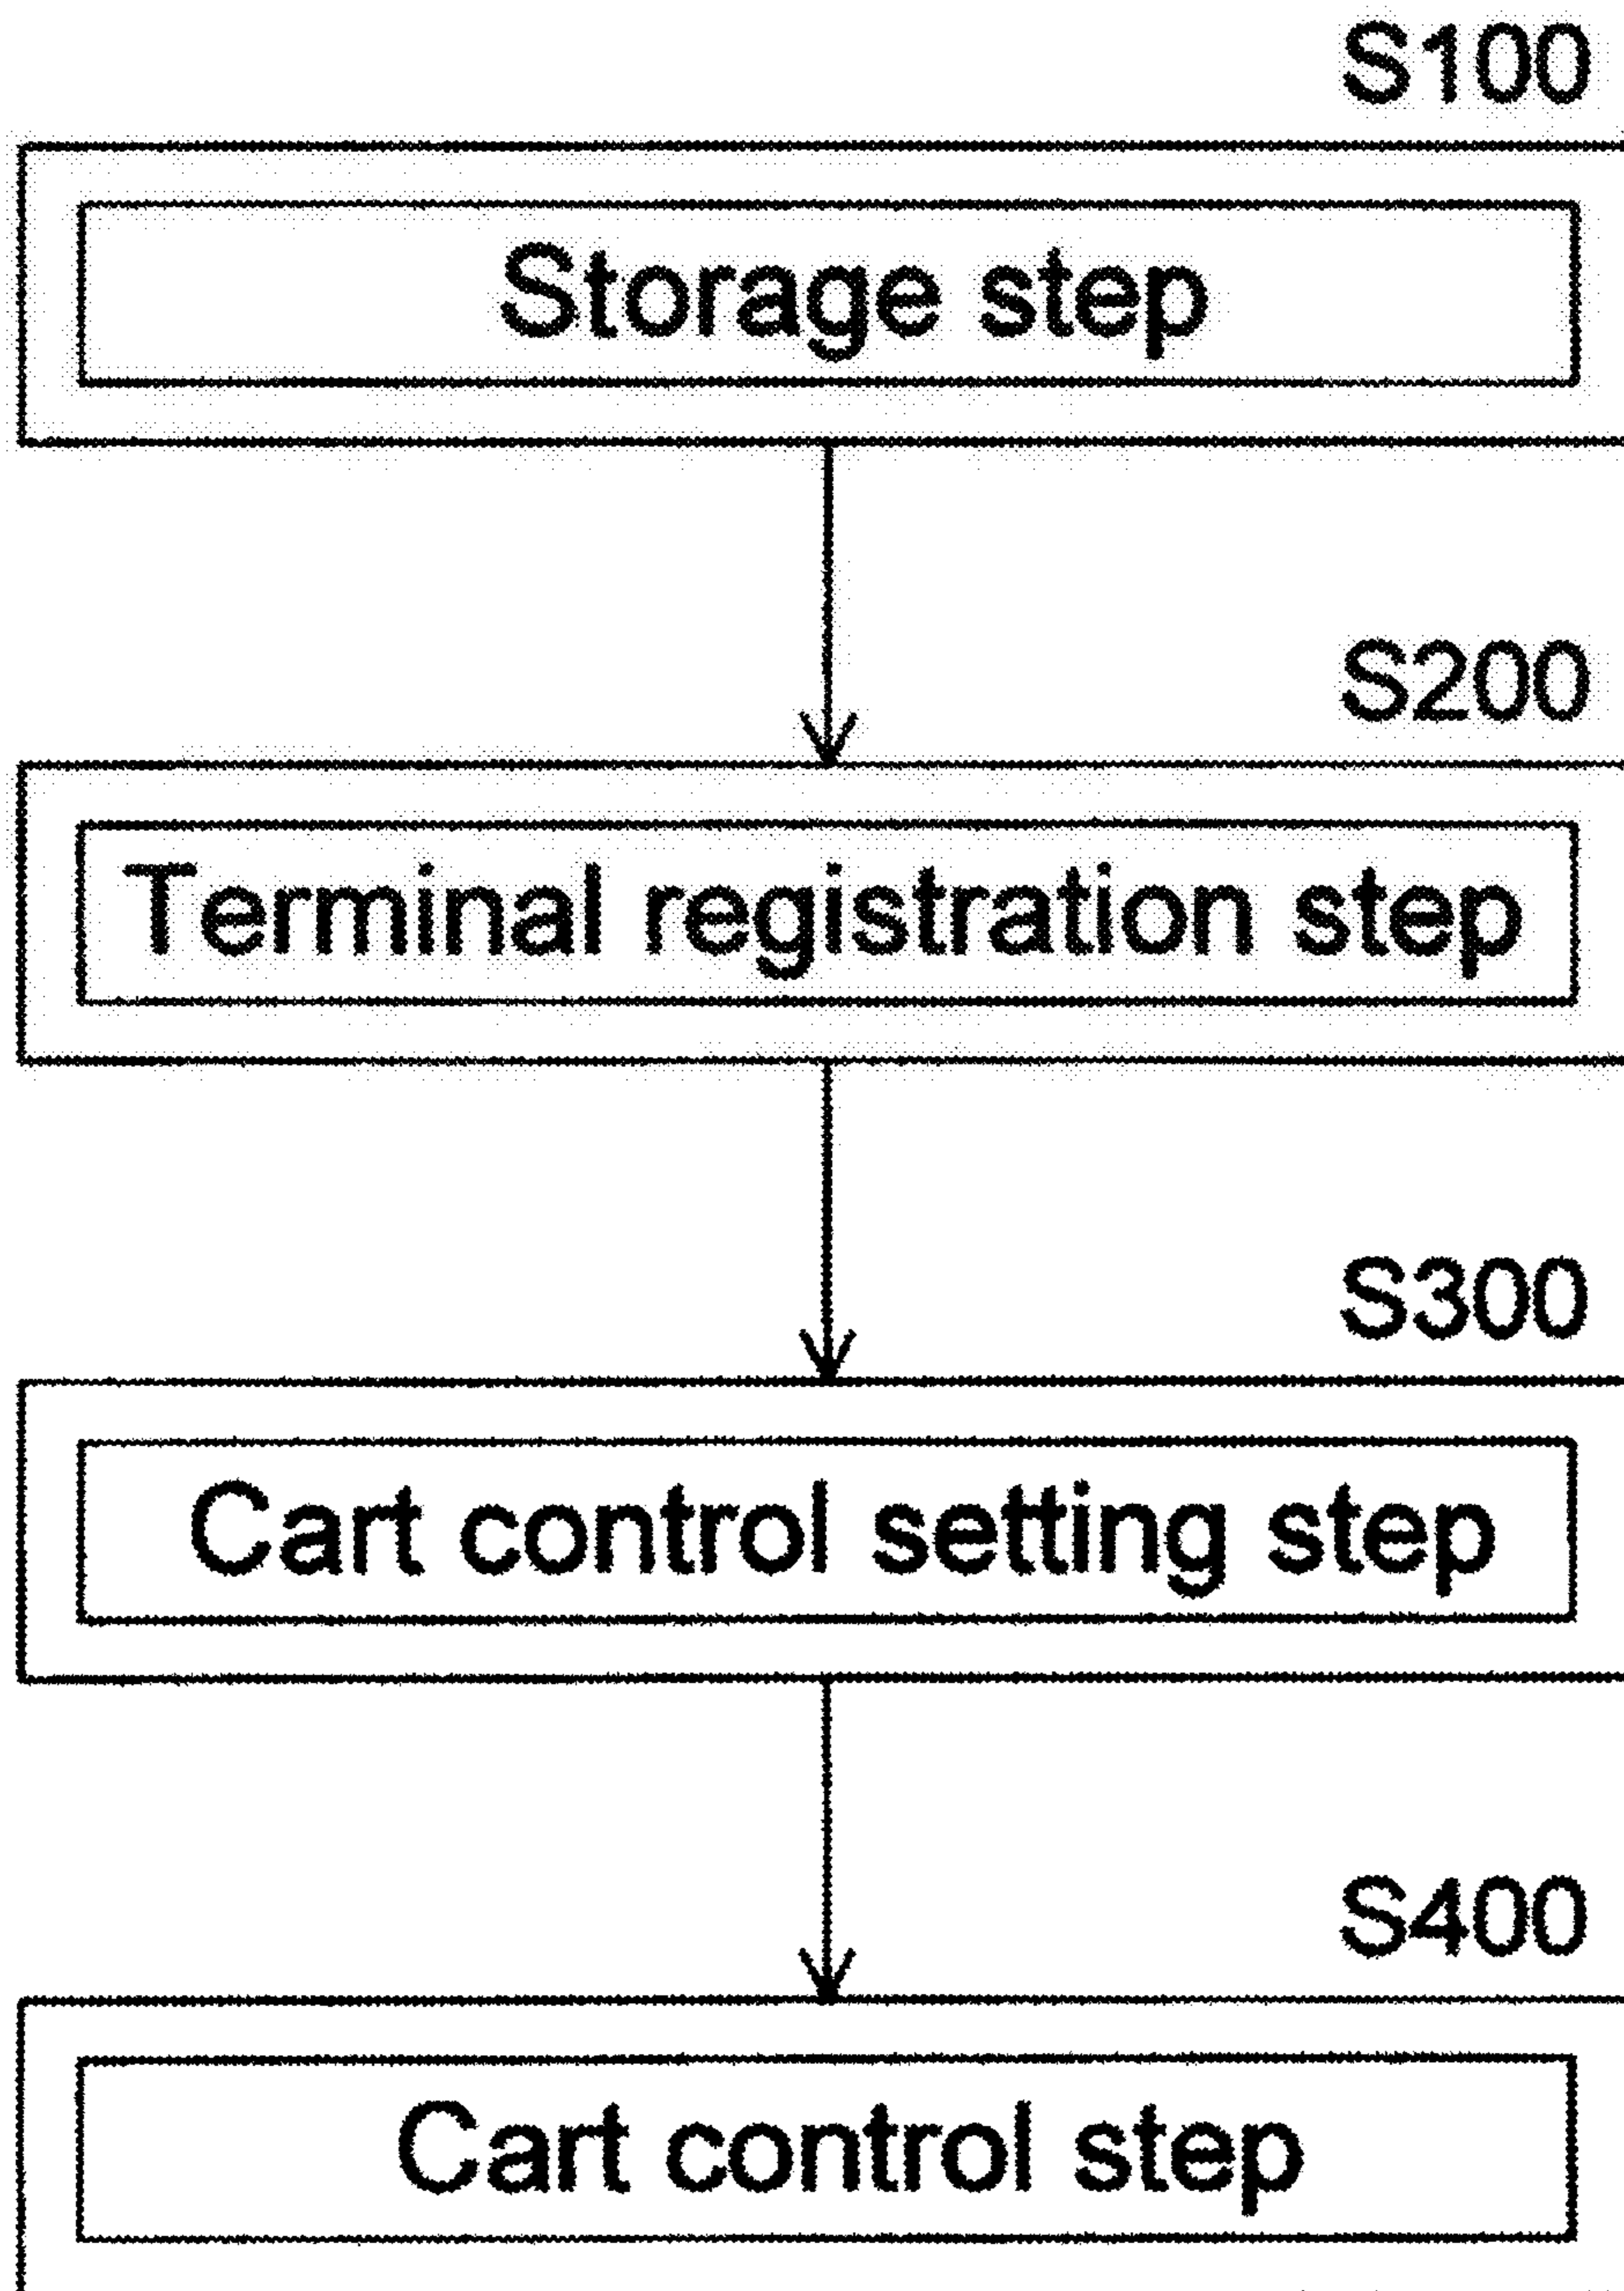 S100
Storage step
S200
Terminal registration step
S300
Cart control setting step
S400
Cart control step